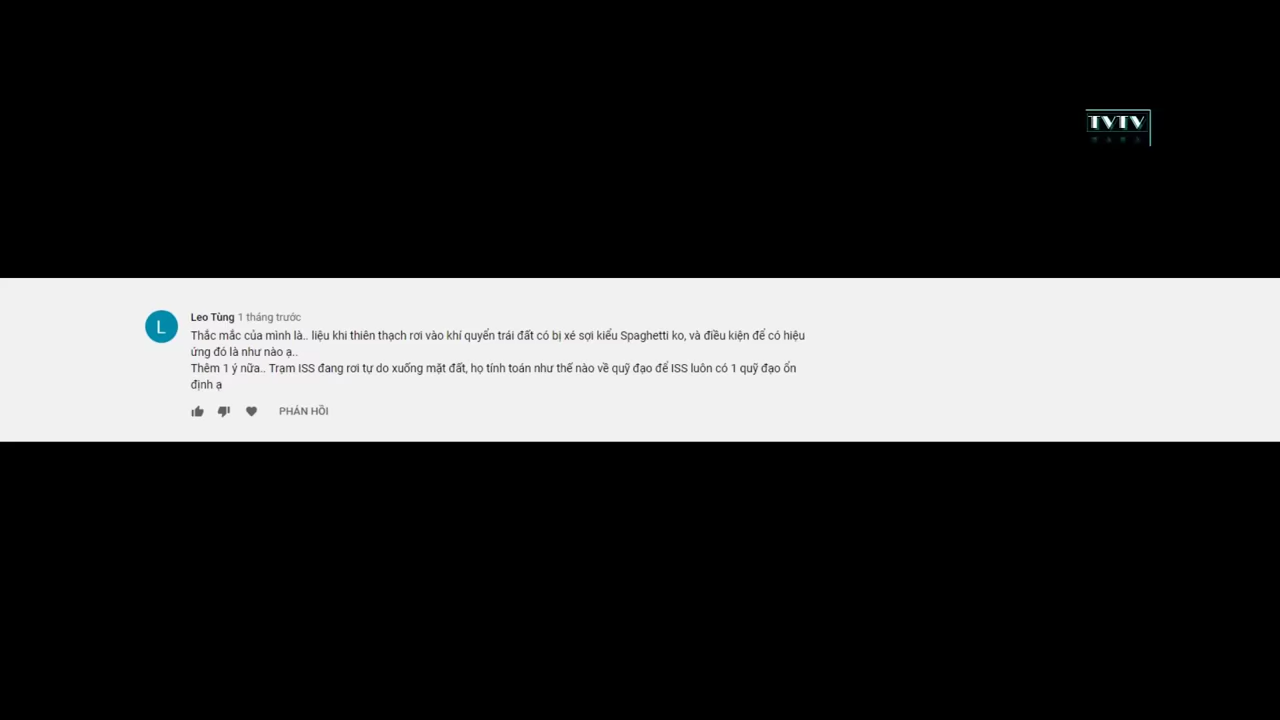 TVTV
Leo Tùng 1 tháng trước
Thắc mắc của mình là.. liệu khi thiên thạch rơi vào khí quyển trái đất có bị xé sợi kiểu Spaghetti ko, và điều kiện để có hiệu
ứng đó là như nào ạ..
Thêm 1 ý nữa.. Trạm ISS đang rơi tự do xuống mặt đất, họ tính toán như thế nào về quỹ đạo để ISS luôn có 1 quỹ đạo ổn
định ạ
PHẢN HỒI